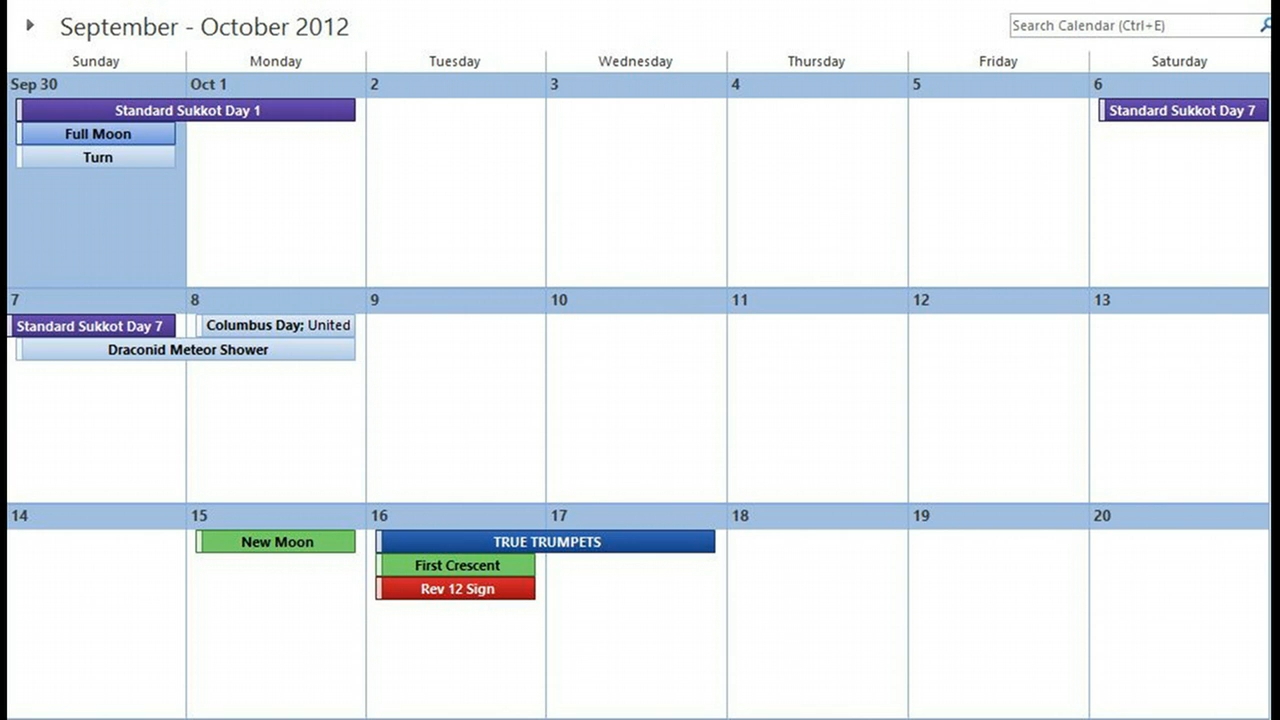 September - October 2012
Search Calendar (Ctrl+E)
Sunday Monday Tuesday Wednesday Thursday Friday Saturday
Sep 30 Oct 1 2 3 4 5 6
Standard Sukkot Day 1 Standard Sukkot Day 7
Full Moon
Turn
7 8 9 10 11 12 13
Standard Sukkot Day 7 Columbus Day; United
Draconid Meteor Shower
14 15 16 17 18 19 20
New Moon TRUE TRUMPETS
First Crescent
Rev 12 Sign